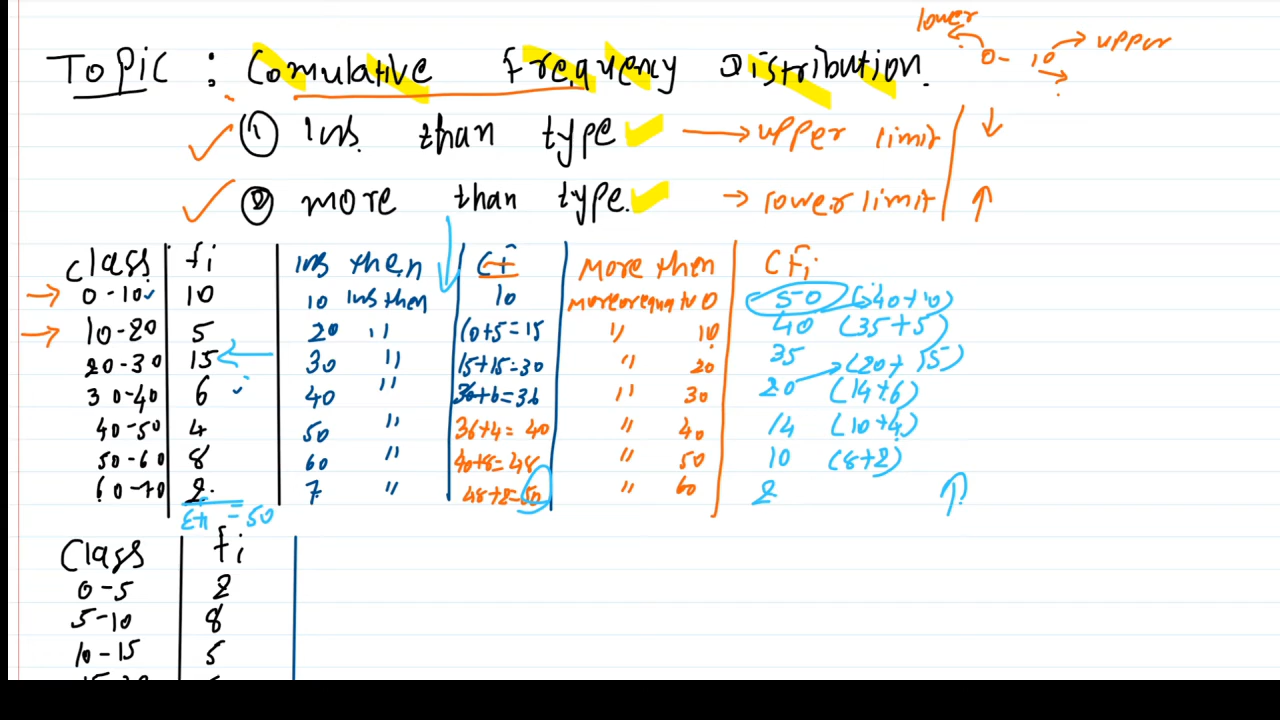 lower
0-10 upper
Topic : Comulative frequency Distribution.
① less than type → upper limit ↓
② more than type. → lower limit ↑
Class fi less then CF More then CFi
0-10 10 10 less then 10 more or equal to 0 50 (40+10)
10-20 5 20 " 10+5=15 " 10 40 (35+5)
20-30 15 30 " 15+15=30 " 20 35 (20+15)
30-40 6 40 " 30+6=36 " 30 20 (14+6)
40-50 4 50 " 36+4=40 " 40 14 (10+4)
50-60 8 60 " 40+8=48 " 50 10 (8+2)
60-70 2 7 " 48+2=50 " 60 2
=50
Class fi
0-5 2
5-10 8
10-15 5